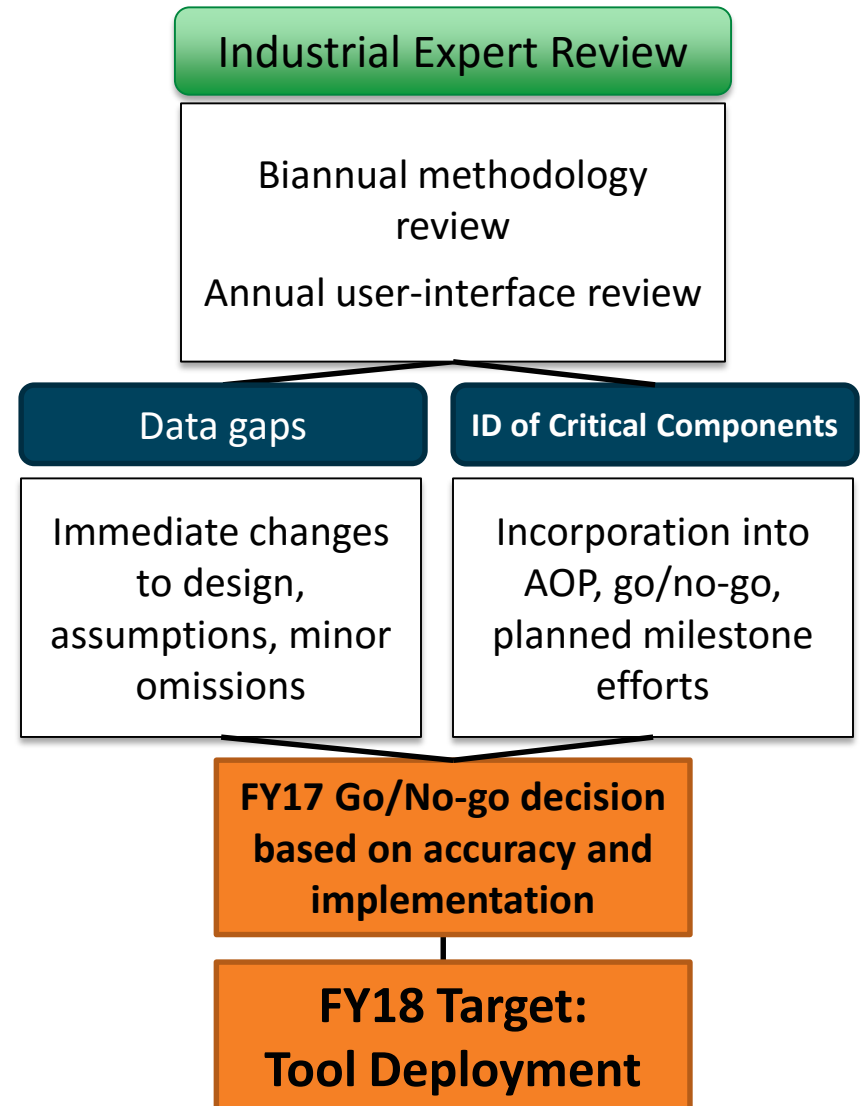 Industrial Expert Review
Biannual methodology
review
Annual user-interface review
Data gaps
ID of Critical Components
Immediate changes
to design,
assumptions, minor
omissions
Incorporation into
AOP, go/no-go,
planned milestone
efforts
FY17 Go/No-go decision
based on accuracy and
implementation
FY18 Target:
Tool Deployment